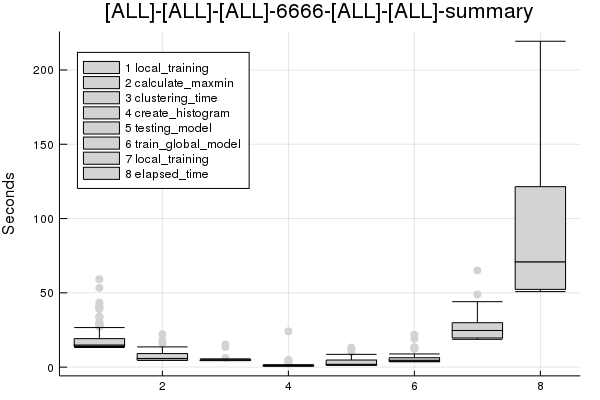 [ALL]-[ALL]-[ALL]-6666-[ALL]-[ALL]-summary
1 local_training
2 calculate_maxmin
3 clustering_time
4 create_histogram
5 testing_model
6 train_global_model
7 local_training
8 elapsed_time
Seconds
200
150
100
50
0
2 4 6 8